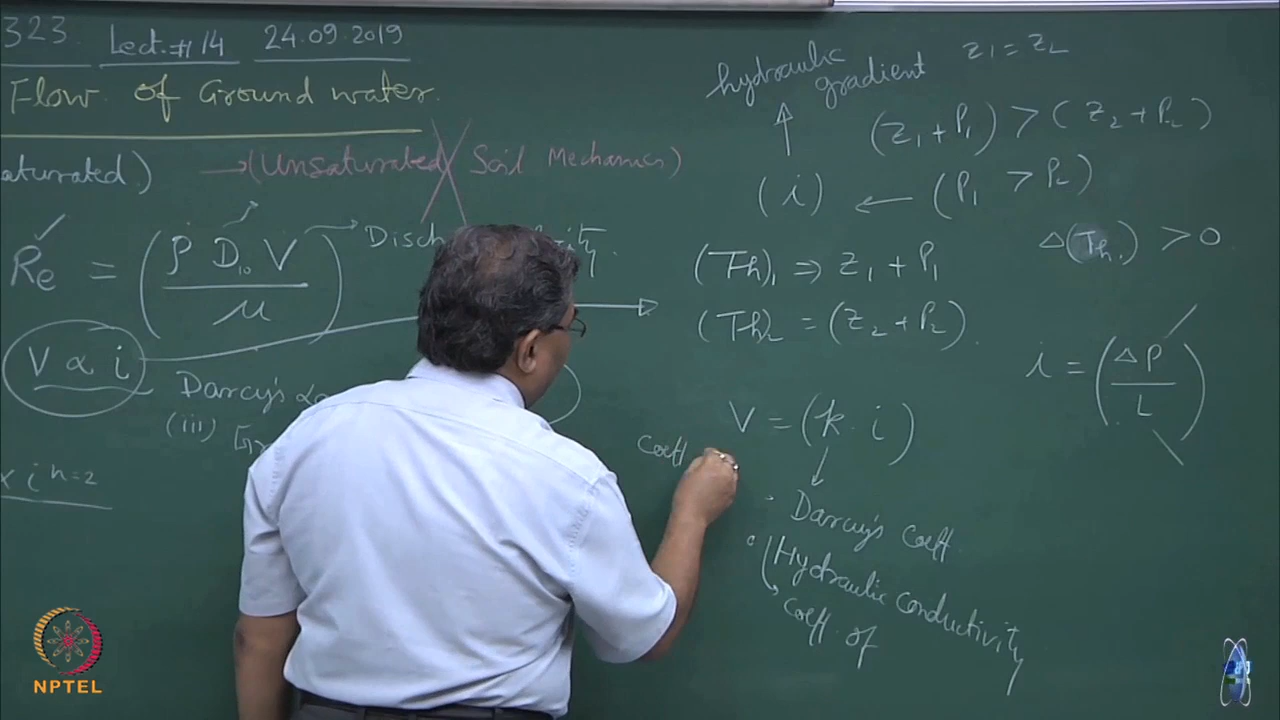 323 Lect.#14 24.09.2019
Flow of Ground water.
aturated) → (Unsaturated Soil Mechanics)
Re = (ρ D10 V / μ) → Disch
V ∝ i
Darcy's
(iii)
∝ i n=2
hydraulic gradient
z1 = z2
(z1 + P1) > (z2 + P2)
(i) ← (P1 > P2)
Δ(Th.) > 0
(Th)1 ⇒ z1 + P1
(Th)2 = (z2 + P2)
i = (ΔP / L)
V = (k · i)
Coeff
Darcy's Coeff
Hydraulic conductivity
Coeff. of
NPTEL